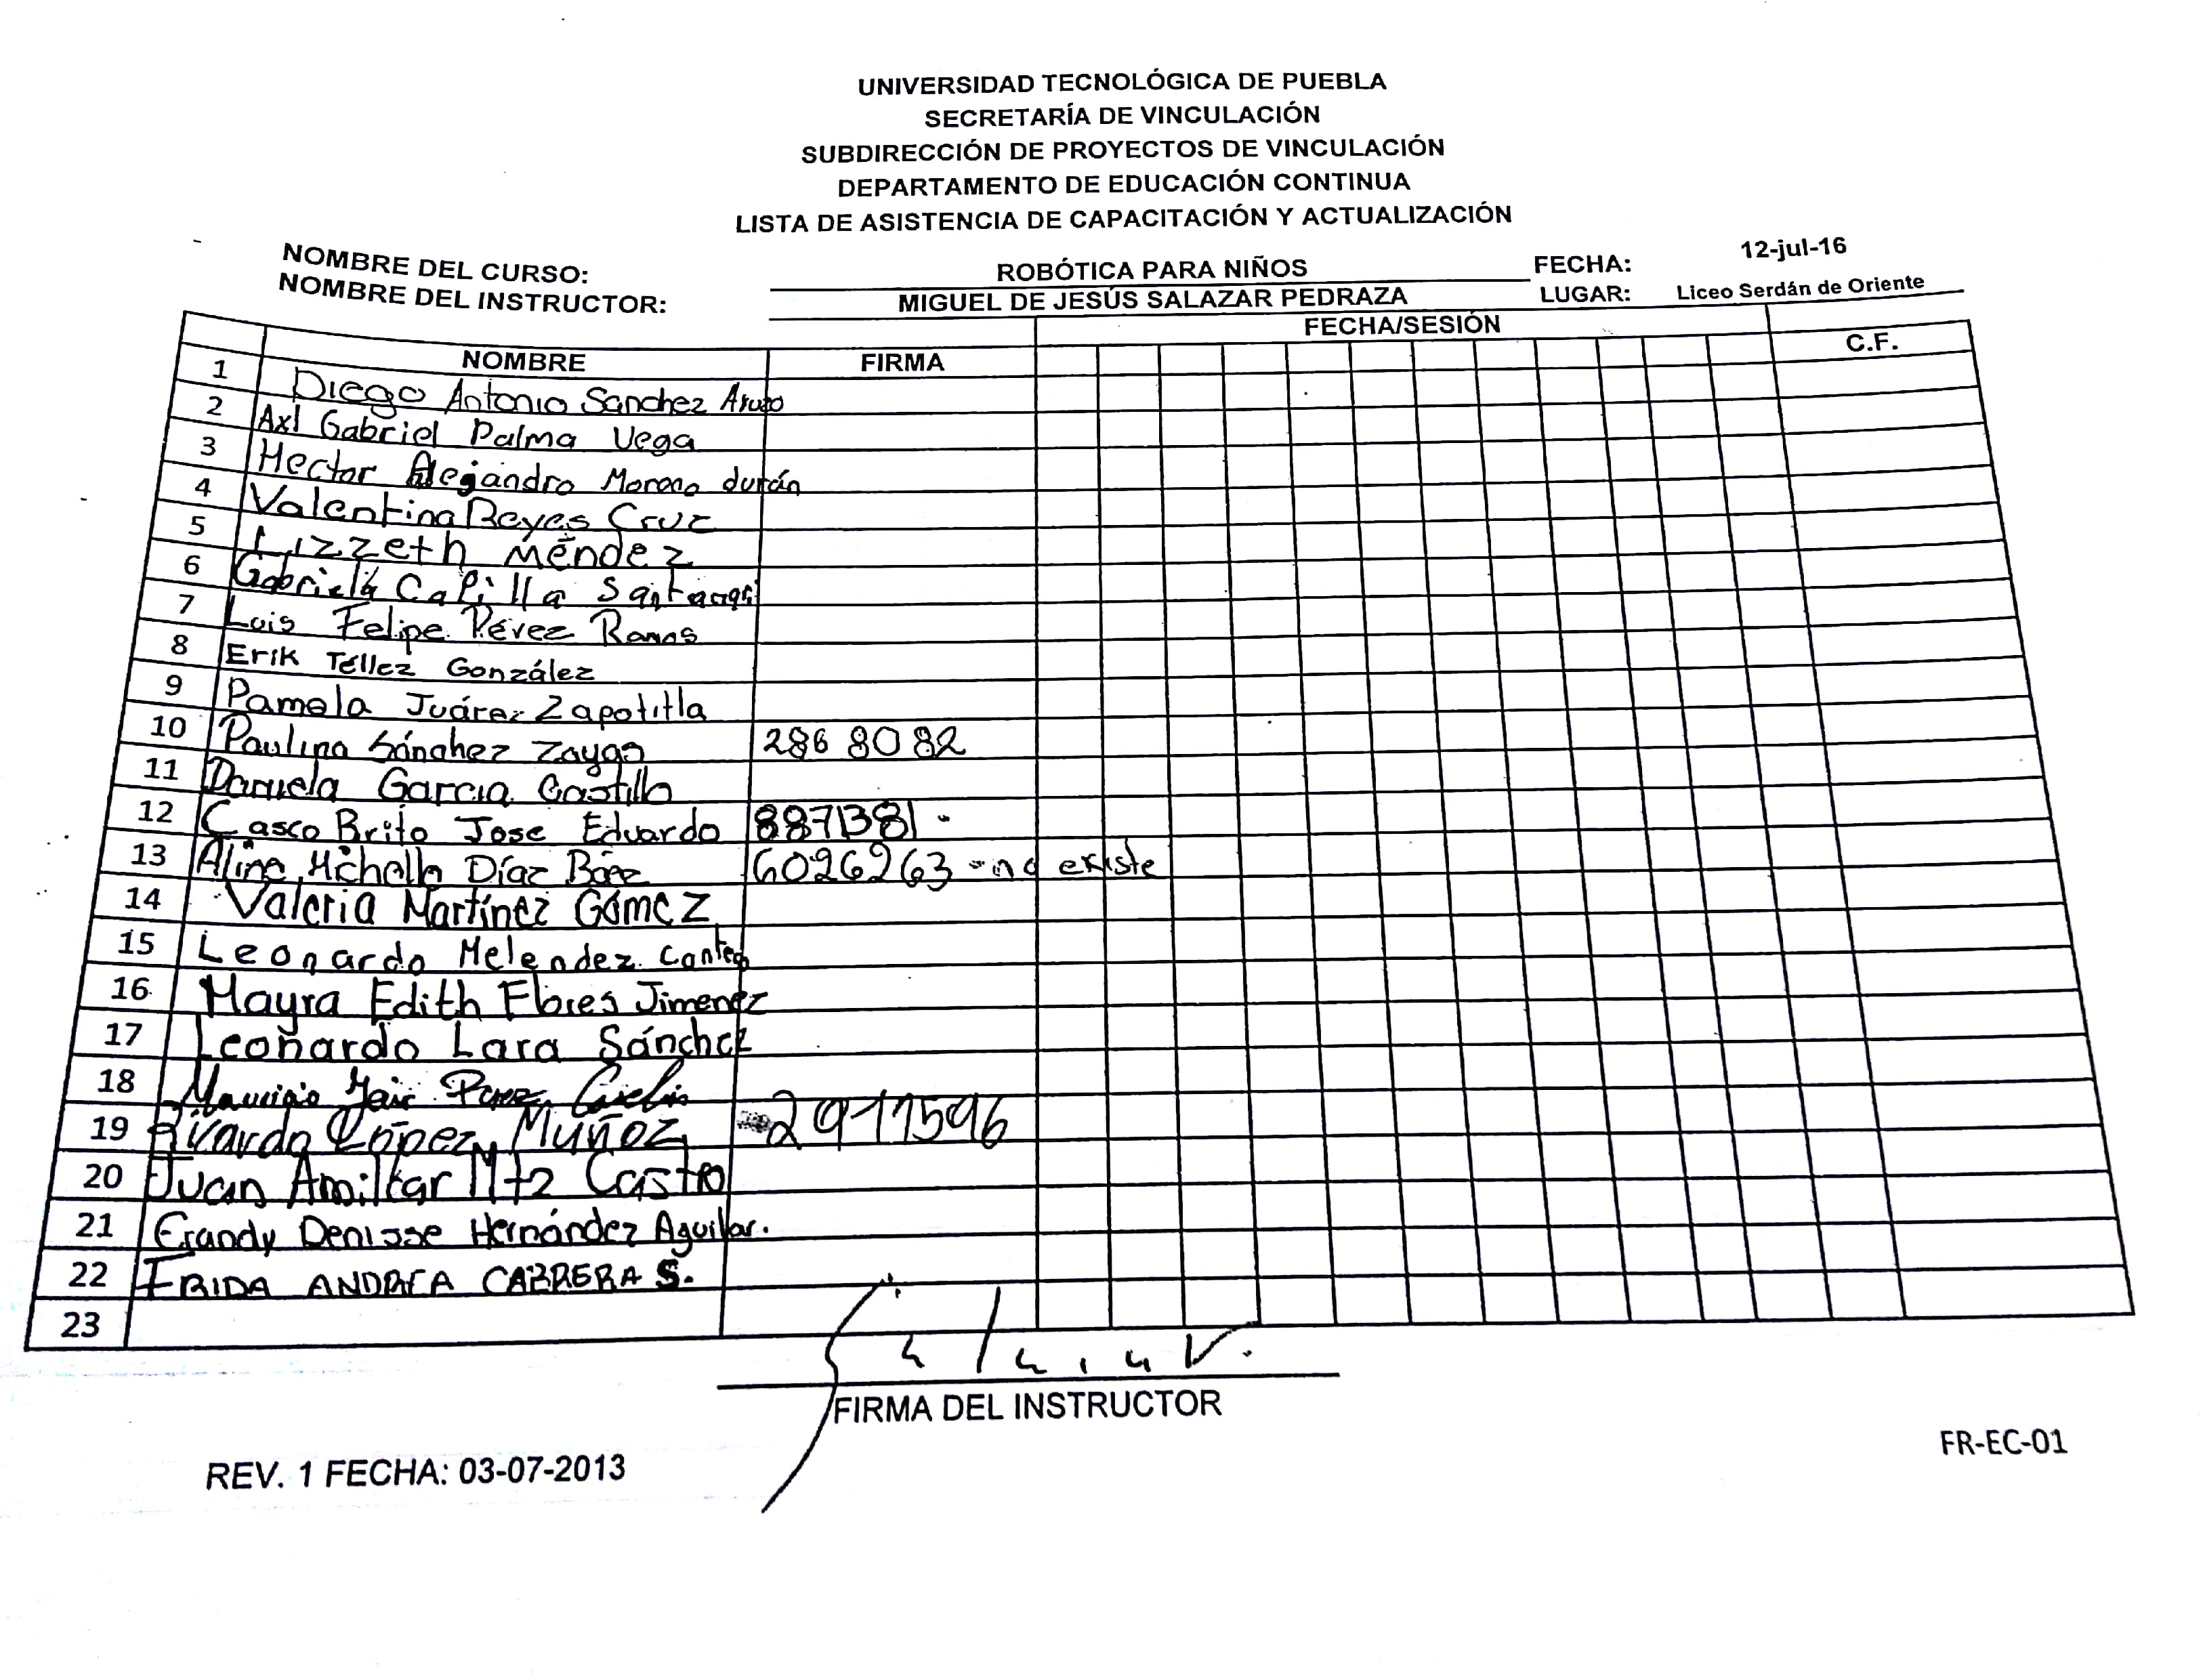 UNIVERSIDAD TECNOLÓGICA DE PUEBLA
SECRETARÍA DE VINCULACIÓN
SUBDIRECCIÓN DE PROYECTOS DE VINCULACIÓN
DEPARTAMENTO DE EDUCACIÓN CONTINUA
LISTA DE ASISTENCIA DE CAPACITACIÓN Y ACTUALIZACIÓN
NOMBRE DEL CURSO: ROBÓTICA PARA NIÑOS FECHA: 12-jul-16
NOMBRE DEL INSTRUCTOR: MIGUEL DE JESÚS SALAZAR PEDRAZA LUGAR: Liceo Serdán de Oriente
FECHA/SESIÓN
NOMBRE FIRMA C.F.
1 Diego Antonio Sanchez
2 Axl Gabriel Palma Vega
3 Hector Alejandro Moreno durán
4 Valentina Reyes Cruz
5 Lizzeth Méndez
6 Gabriela Capilla
7 Luis Felipe Pérez Ramos
8 Erik Téllez González
9 Pamela Juárez Zapotitla
10 Paulina Sánchez Zayas 286 80 82
11 Daniela Garcia Castillo
12 Casco Brito Jose Eduardo 8871381
13 Aline Michelle Díaz Báez 6026263 - no existe
14 Valeria Martínez Gómez
15 Leonardo Melendez
16 Mayra Edith Flores Jimenez
17 Leonardo Lara Sánchez
18 Mauricio Jair Perez
19 Ricardo López Muñoz 2911596
20 Juan Amilkar Mtz Castro
21 Erandy Denisse Hernández Aguilar.
22 FRIDA ANDREA CABRERA S.
23
FIRMA DEL INSTRUCTOR
FR-EC-01
REV. 1 FECHA: 03-07-2013